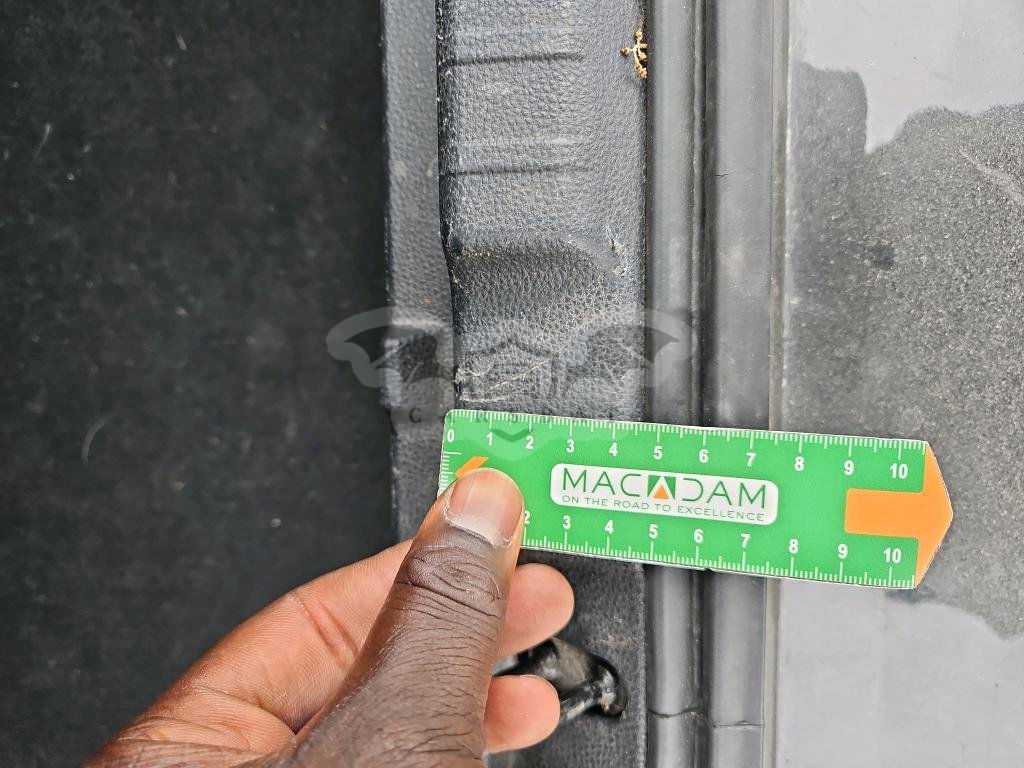 0 1 2 3 4 5 6 7 8 9 10
MACADAM
ON THE ROAD TO EXCELLENCE
2 3 4 5 6 7 8 9 10